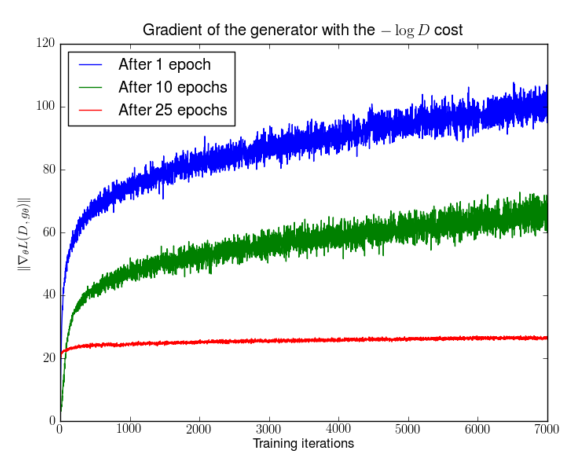 Gradient of the generator with the − log D cost
120
After 1 epoch
After 10 epochs
After 25 epochs
100
80
60
40
20
0
‖∇θL(D, gθ)‖
0 1000 2000 3000 4000 5000 6000 7000
Training iterations